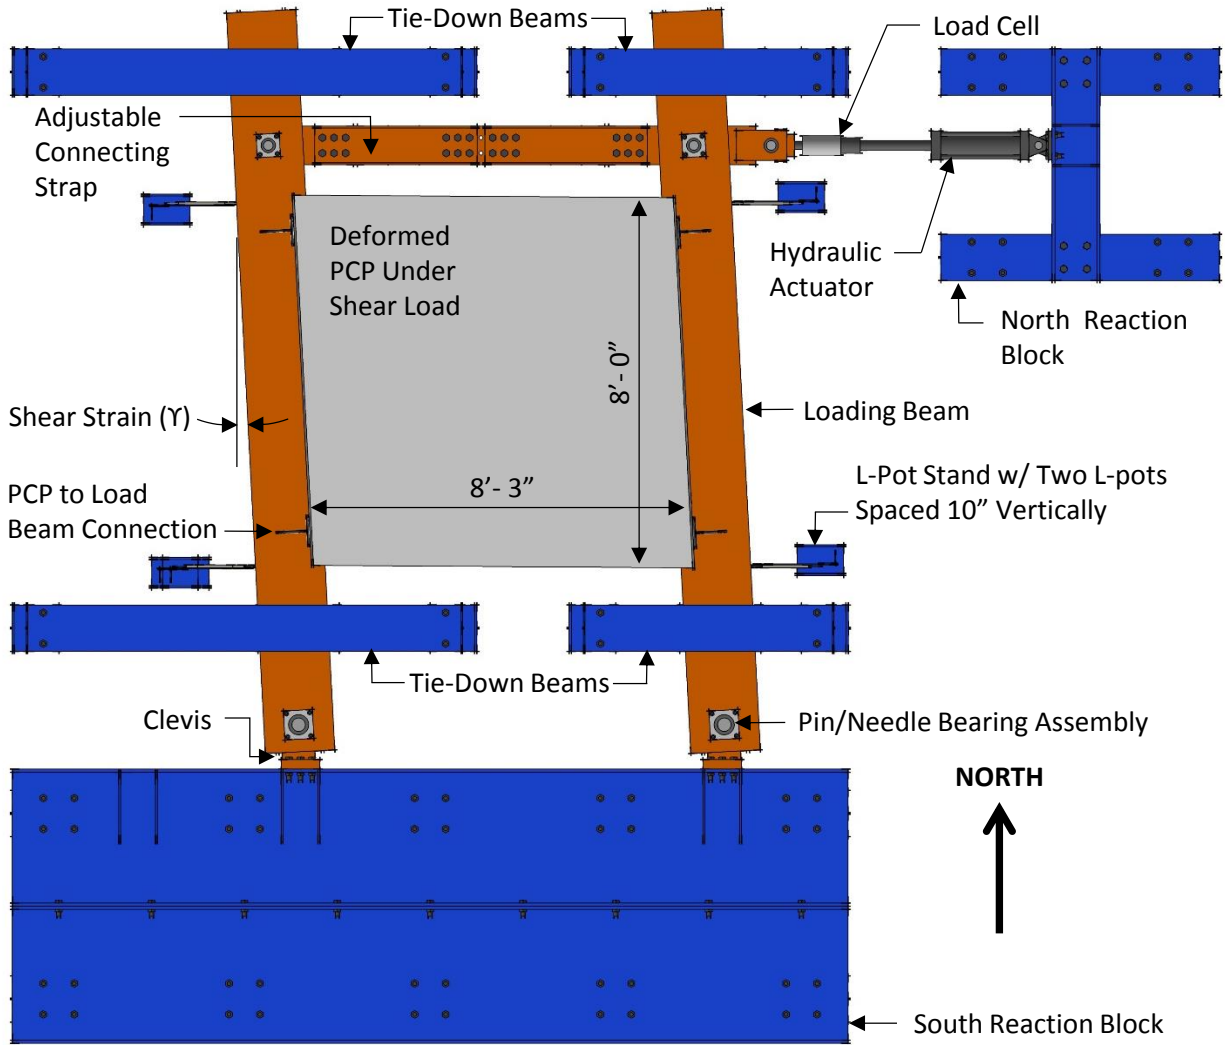 Tie-Down Beams
Load Cell
Adjustable
Connecting
Strap
Deformed
PCP Under
Shear Load
Hydraulic
Actuator
North Reaction
Block
8’- 0”
Shear Strain (ϒ)
Loading Beam
8’- 3”
PCP to Load
Beam Connection
L-Pot Stand w/ Two L-pots
Spaced 10” Vertically
Tie-Down Beams
Clevis
Pin/Needle Bearing Assembly
NORTH
South Reaction Block